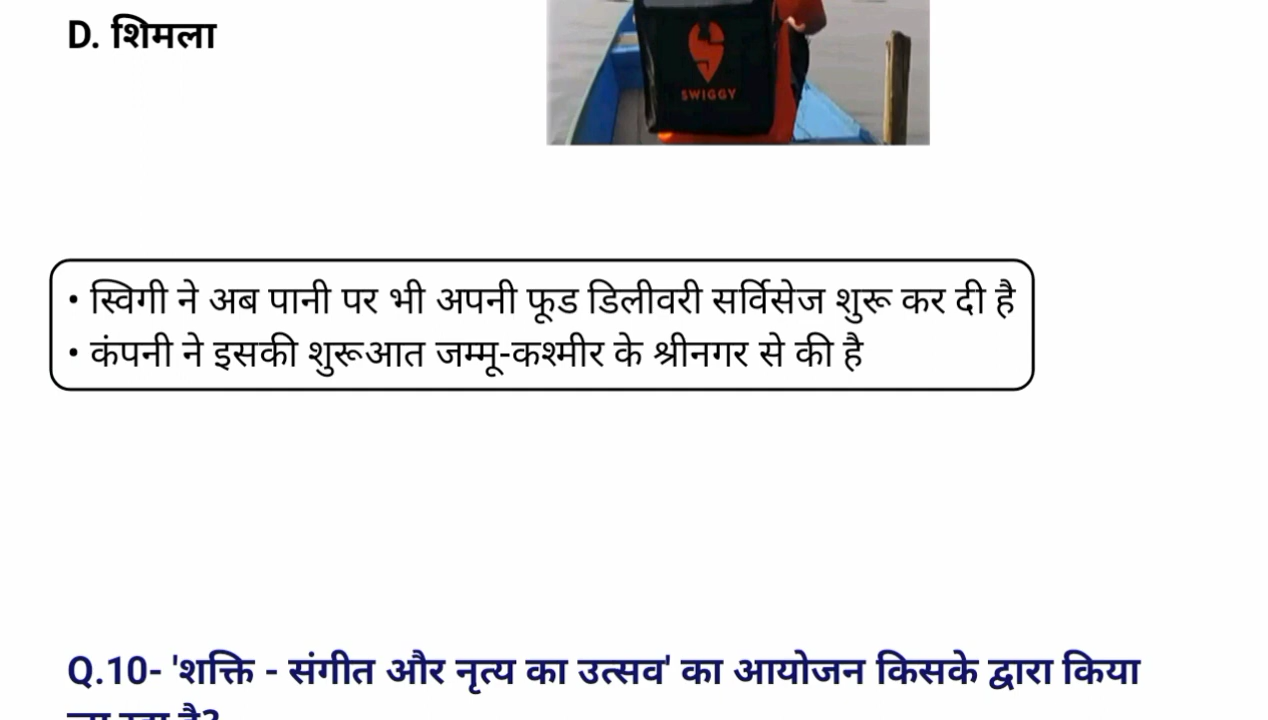 D. शिमला
SWIGGY
• स्विगी ने अब पानी पर भी अपनी फूड डिलीवरी सर्विसेज शुरू कर दी है
• कंपनी ने इसकी शुरूआत जम्मू-कश्मीर के श्रीनगर से की है
Q.10- 'शक्ति - संगीत और नृत्य का उत्सव' का आयोजन किसके द्वारा किया
जा रहा है?